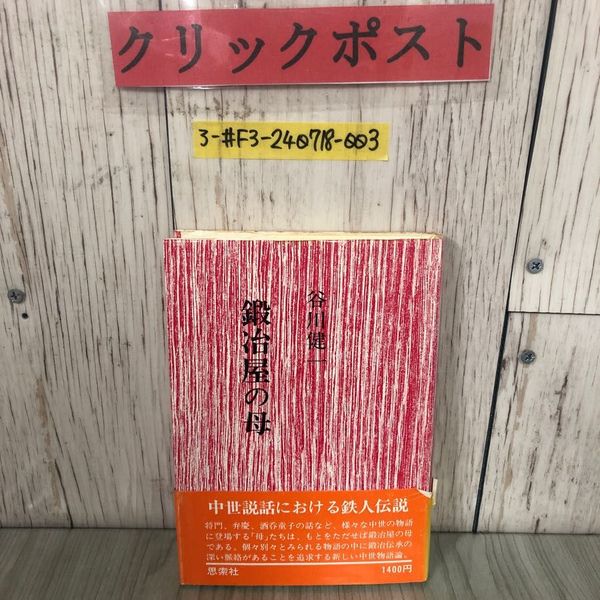 クリックポスト
3-#F3-240718-003
谷川健一
鍛冶屋の母
中世説話における鉄人伝説
将門、弁慶、酒呑童子の話など、様々な中世の物語
に登場する「母」たちは、もとをただせば鍛冶屋の母
である。個々別々とみられる物語の中に鍛冶伝承の
深い脈絡があることを追求する新しい中世物語論。
思索社
1400円